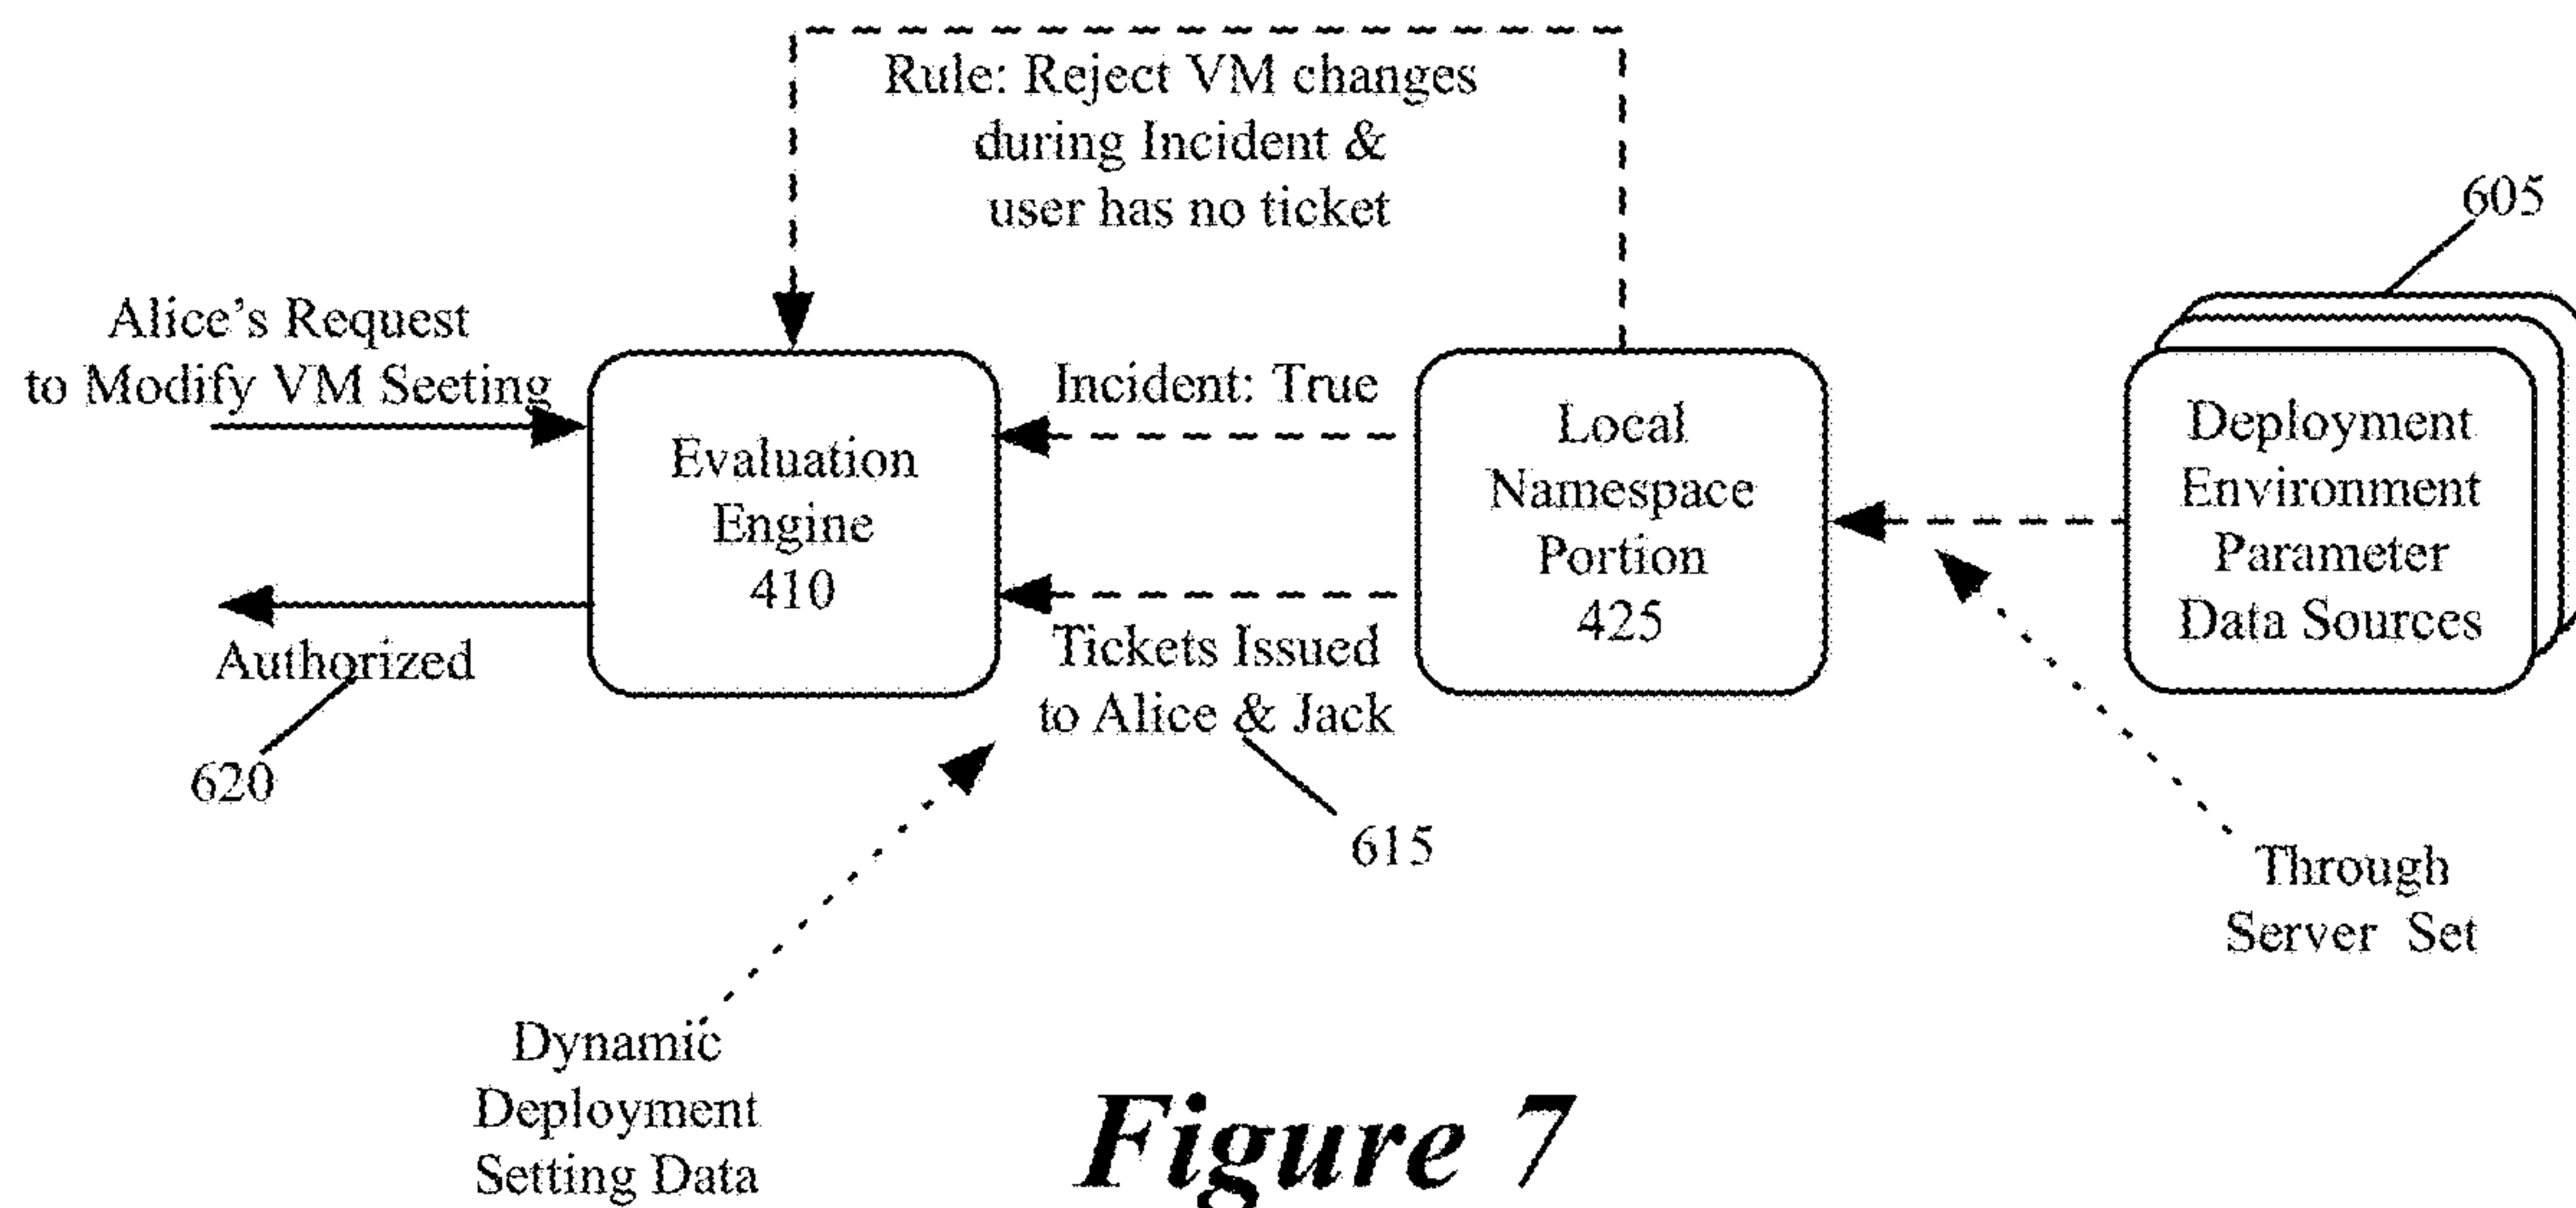 Rule: Reject VM changes
during Incident &
user has no ticket
605
Alice's Request
to Modify VM Seeting
Incident: True
Evaluation
Engine
410
Local
Namespace
Portion
425
Deployment
Environment
Parameter
Data Sources
Authorized
620
Tickets Issued
to Alice & Jack
615
Through
Server Set
Dynamic
Deployment
Setting Data
Figure 7